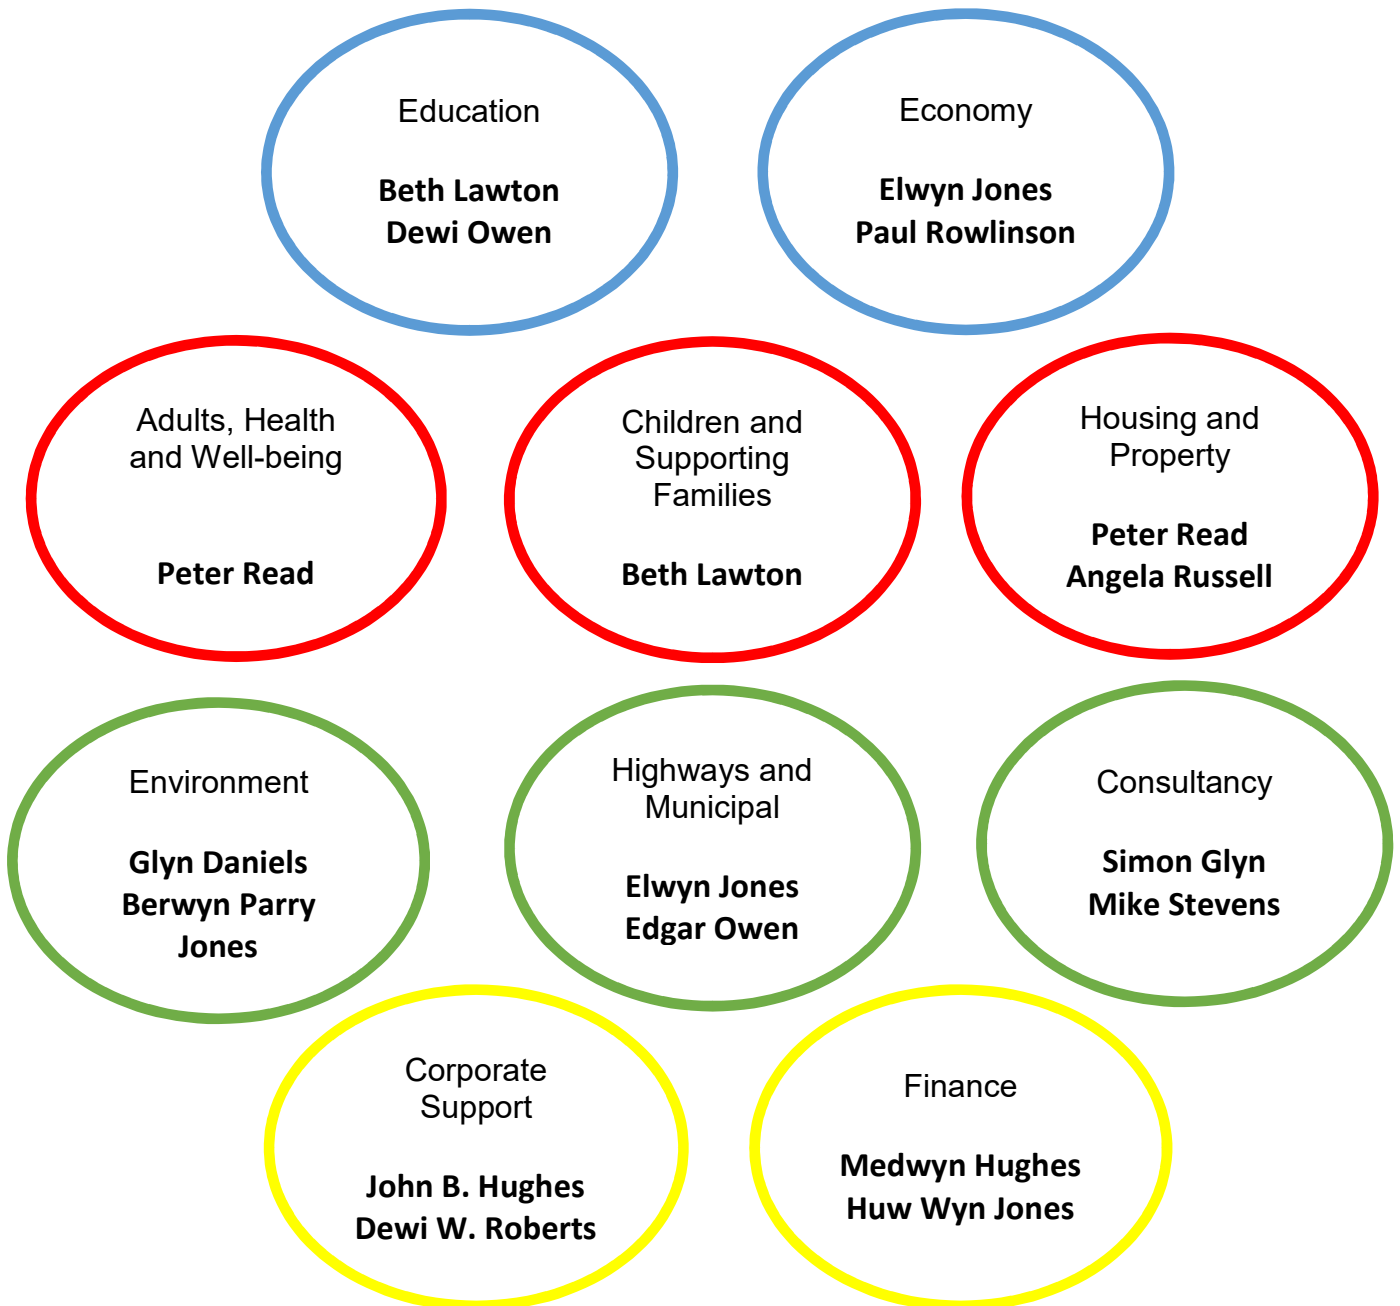 Education
Beth Lawton
Dewi Owen
Economy
Elwyn Jones
Paul Rowlinson
Adults, Health
and Well-being
Peter Read
Children and
Supporting
Families
Beth Lawton
Housing and
Property
Peter Read
Angela Russell
Environment
Glyn Daniels
Berwyn Parry
Jones
Highways and
Municipal
Elwyn Jones
Edgar Owen
Consultancy
Simon Glyn
Mike Stevens
Corporate
Support
John B. Hughes
Dewi W. Roberts
Finance
Medwyn Hughes
Huw Wyn Jones